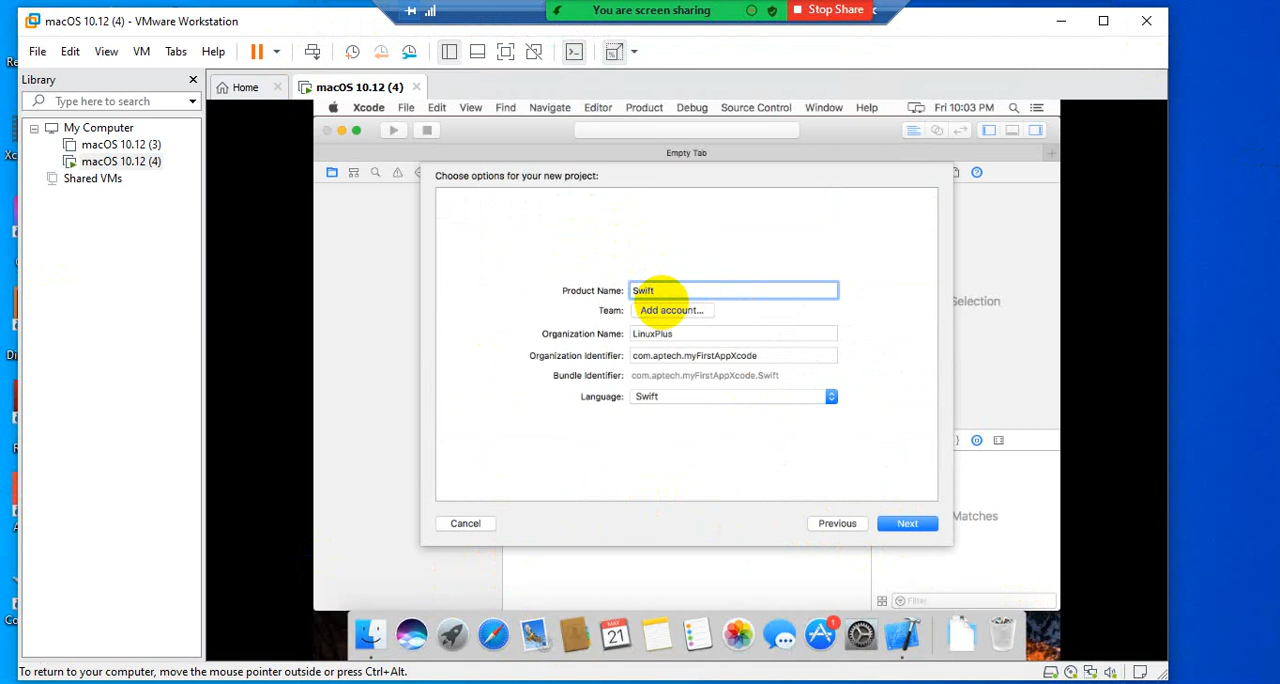 You are screen sharing
Stop Share
macOS 10.12 (4) - VMware Workstation
File Edit View VM Tabs Help
Library
Type here to search
My Computer
macOS 10.12 (3)
macOS 10.12 (4)
Shared VMs
Home
macOS 10.12 (4)
Xcode File Edit View Find Navigate Editor Product Debug Source Control Window Help Fri 10:03 PM
Empty Tab
Choose options for your new project:
Product Name: Swift
Team: Add account...
Organization Name: LinuxPlus
Organization Identifier: com.aptech.myFirstAppXcode
Bundle Identifier: com.aptech.myFirstAppXcode.Swift
Language: Swift
Cancel Previous Next
Selection
Matches
Filter
MAY
21
1
To return to your computer, move the mouse pointer outside or press Ctrl+Alt.